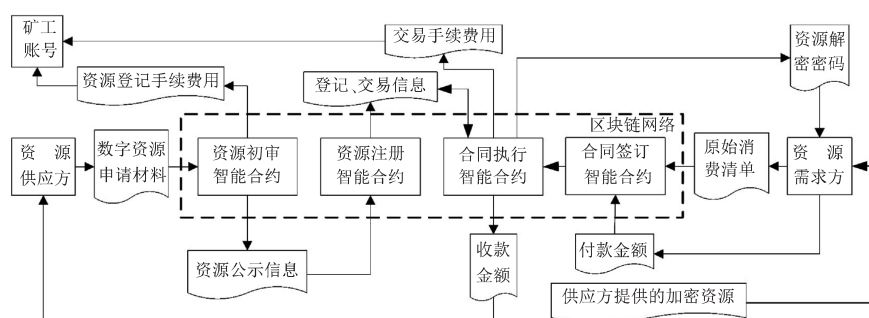 矿工
账号
交易手续费用
资源解
密密码
资源登记手续费用
登记、交易信息
区块链网络
资 源
供应方
数字资源
申请材料
资源初审
智能合约
资源注册
智能合约
合同执行
智能合约
合同签订
智能合约
原始消
费清单
资 源
需求方
资源公示信息
收款
金额
付款金额
供应方提供的加密资源